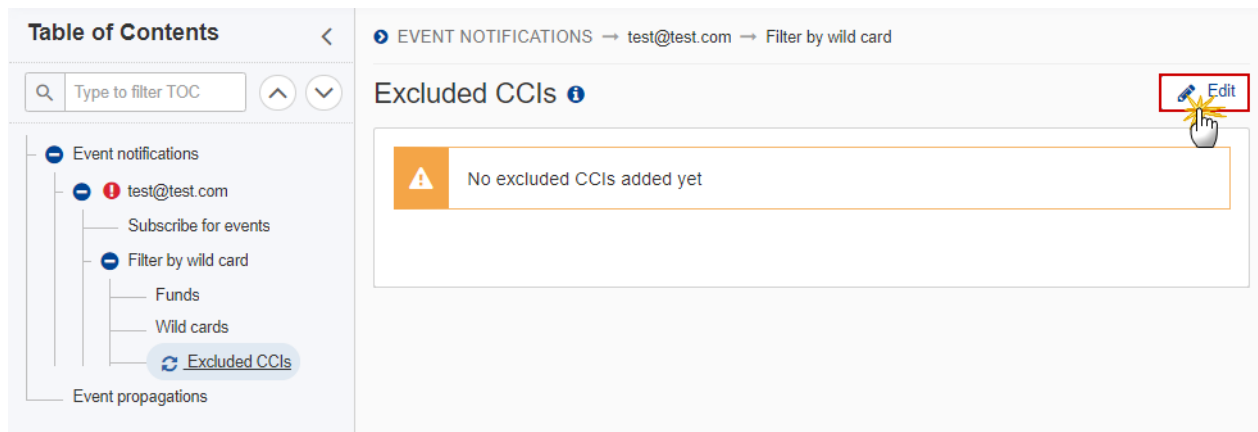 Table of Contents
Type to filter TOC
Event notifications
test@test.com
Subscribe for events
Filter by wild card
Funds
Wild cards
Excluded CCIs
Event propagations
EVENT NOTIFICATIONS → test@test.com → Filter by wild card
Excluded CCIs
Edit
No excluded CCIs added yet